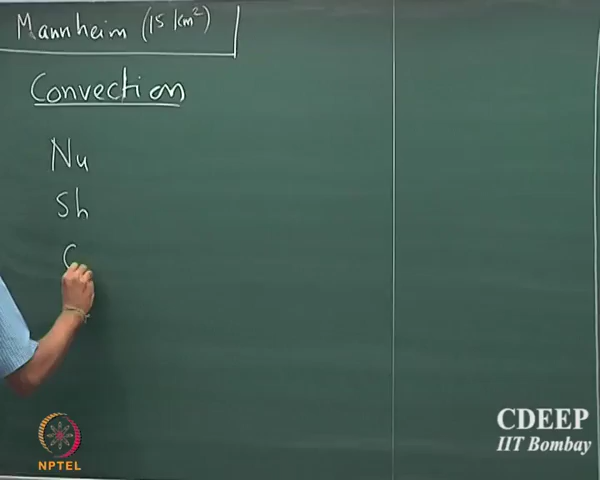 Mannheim (15 km²)
Convection
Nu
Sh
C
CDEEP
IIT Bombay
NPTEL